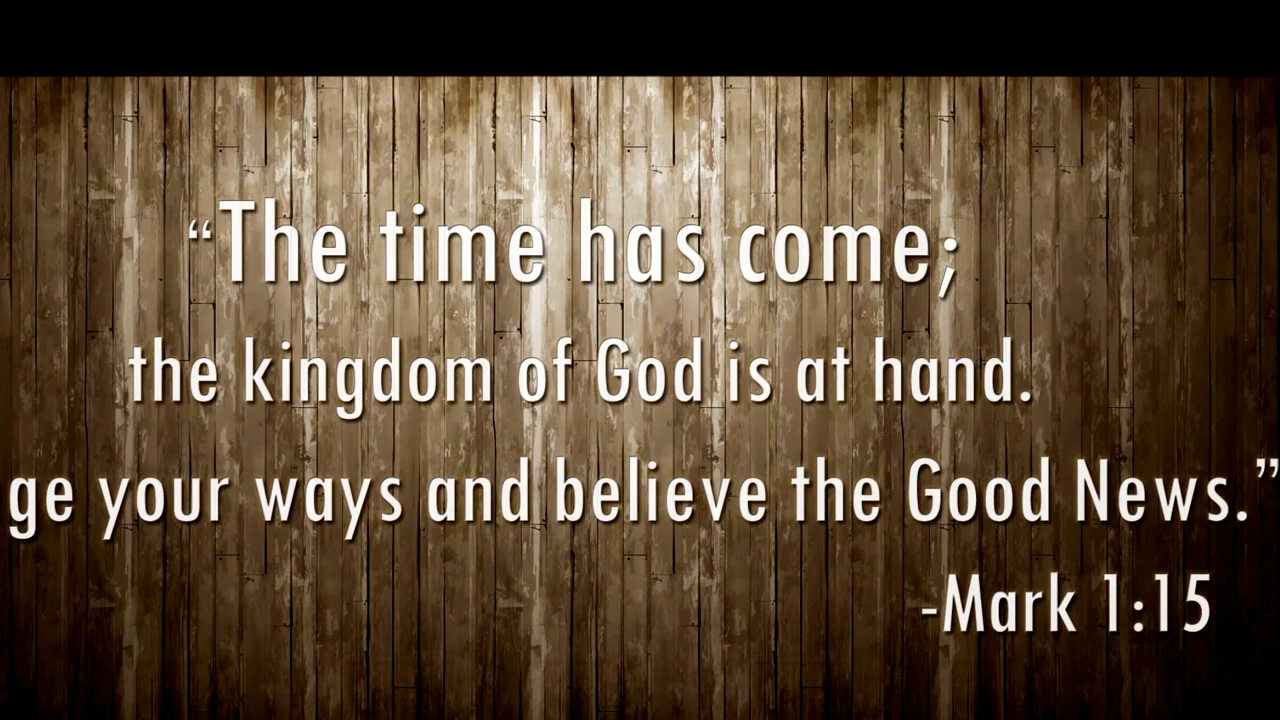 “The time has come;
the kingdom of God is at hand.
ge your ways and believe the Good News.”
-Mark 1:15